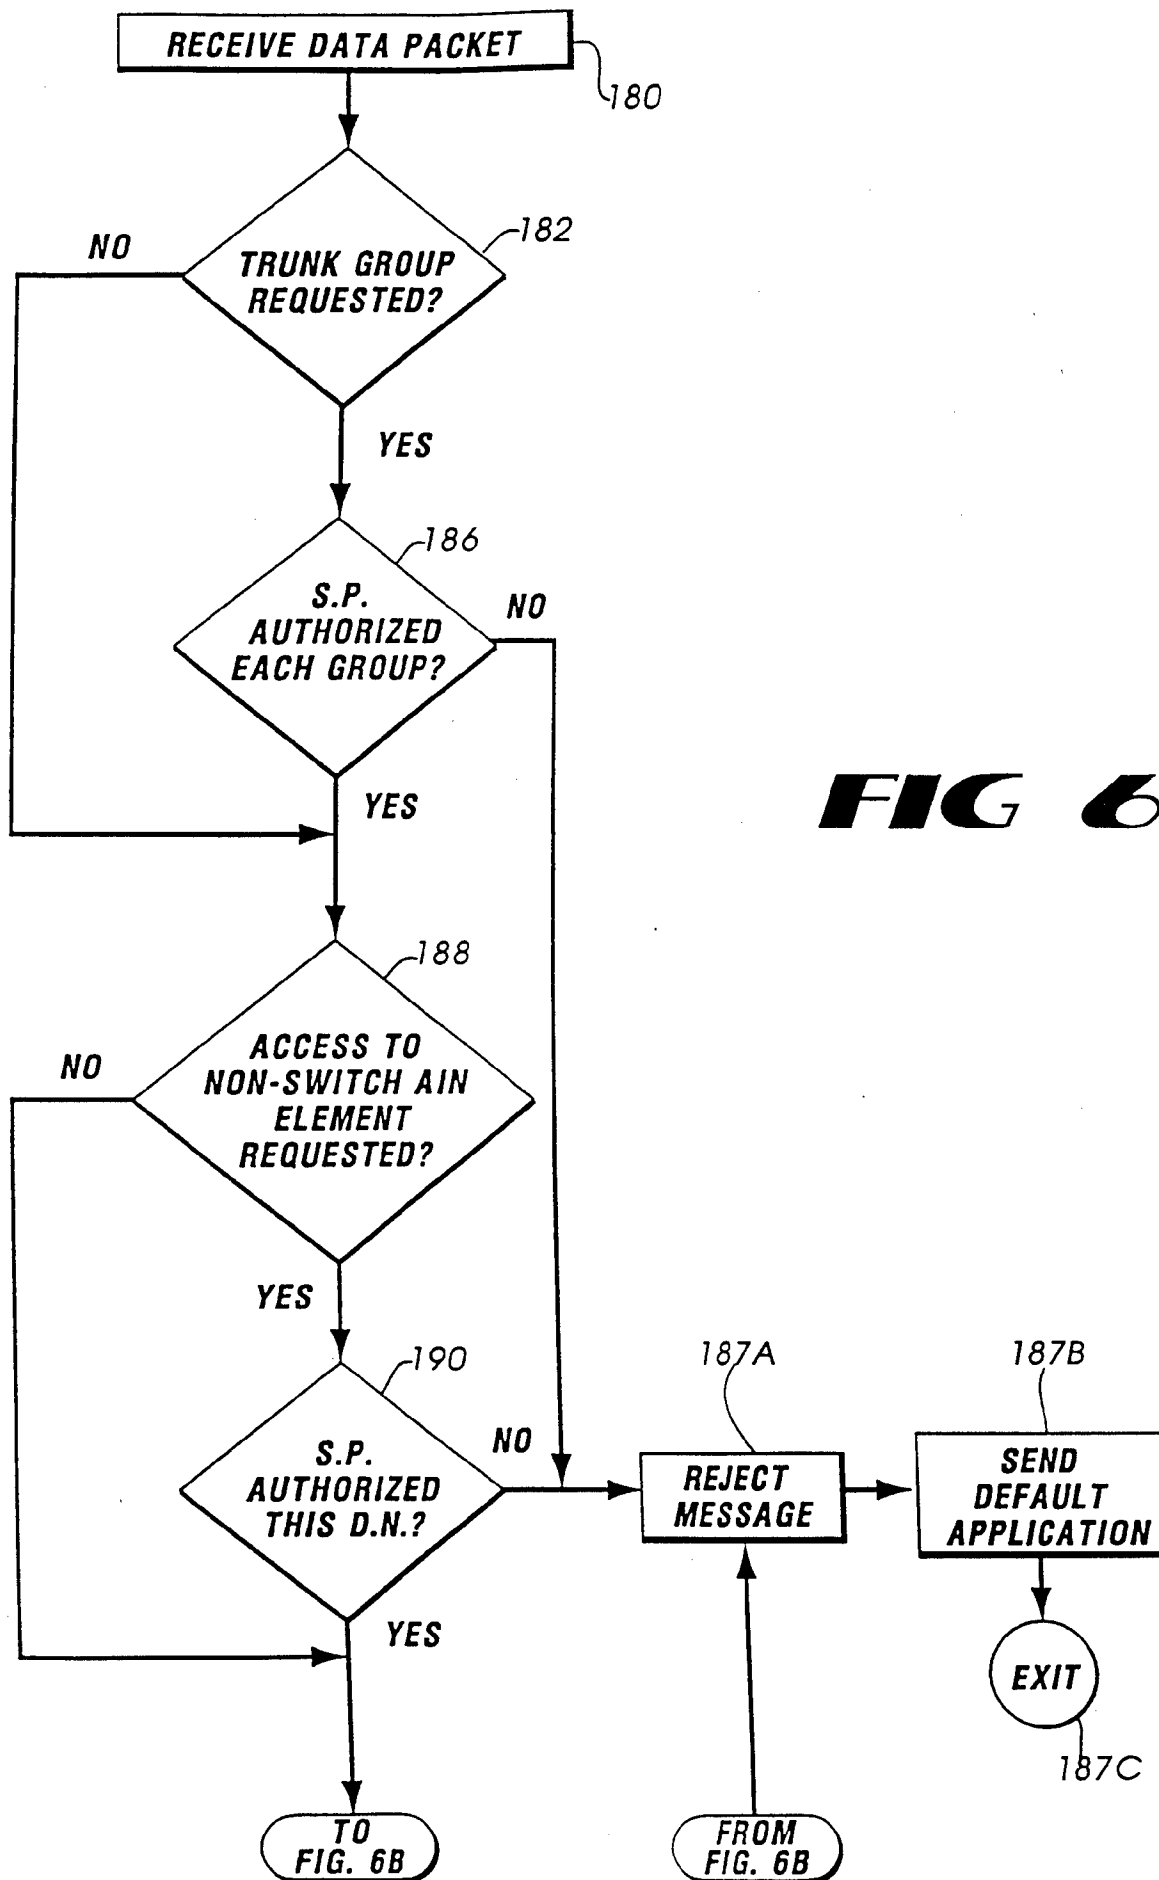 RECEIVE DATA PACKET
180
182
NO
TRUNK GROUP
REQUESTED?
YES
186
S.P.
AUTHORIZED
EACH GROUP?
NO
YES
FIG 6
188
ACCESS TO
NON-SWITCH AIN
ELEMENT
REQUESTED?
NO
YES
190
S.P.
AUTHORIZED
THIS D.N.?
NO
187A
REJECT
MESSAGE
187B
SEND
DEFAULT
APPLICATION
YES
EXIT
187C
TO
FIG. 6B
FROM
FIG. 6B